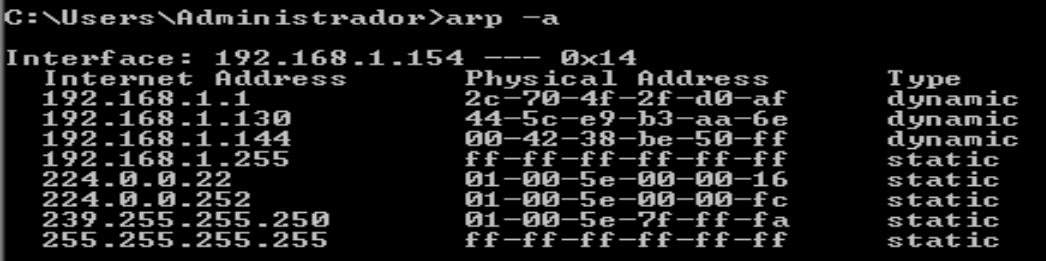 C:\Users\Administrador>arp -a
Interface: 192.168.1.154 --- 0x14
Internet Address Physical Address Type
192.168.1.1 2c-70-4f-2f-d0-af dynamic
192.168.1.130 44-5c-e9-b3-aa-6e dynamic
192.168.1.144 00-42-38-be-50-ff dynamic
192.168.1.255 ff-ff-ff-ff-ff-ff static
224.0.0.22 01-00-5e-00-00-16 static
224.0.0.252 01-00-5e-00-00-fc static
239.255.255.250 01-00-5e-7f-ff-fa static
255.255.255.255 ff-ff-ff-ff-ff-ff static